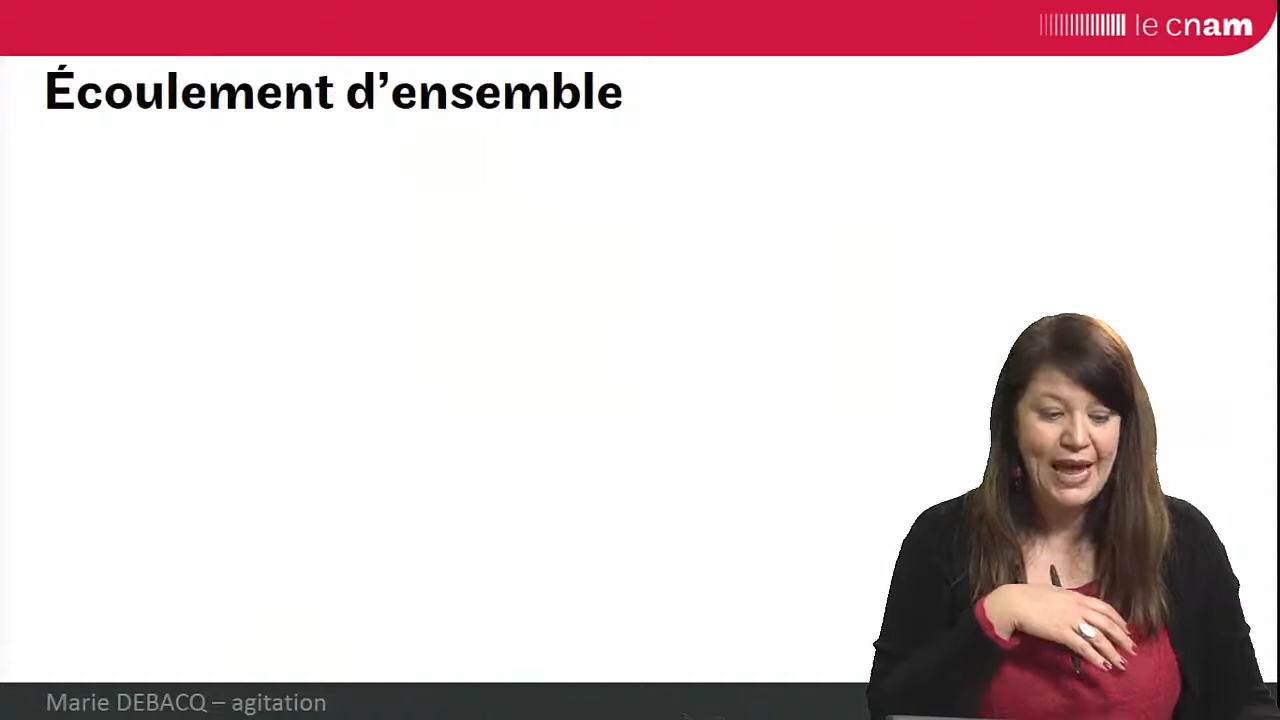 le cnam
Écoulement d’ensemble
Marie DEBACQ – agitation